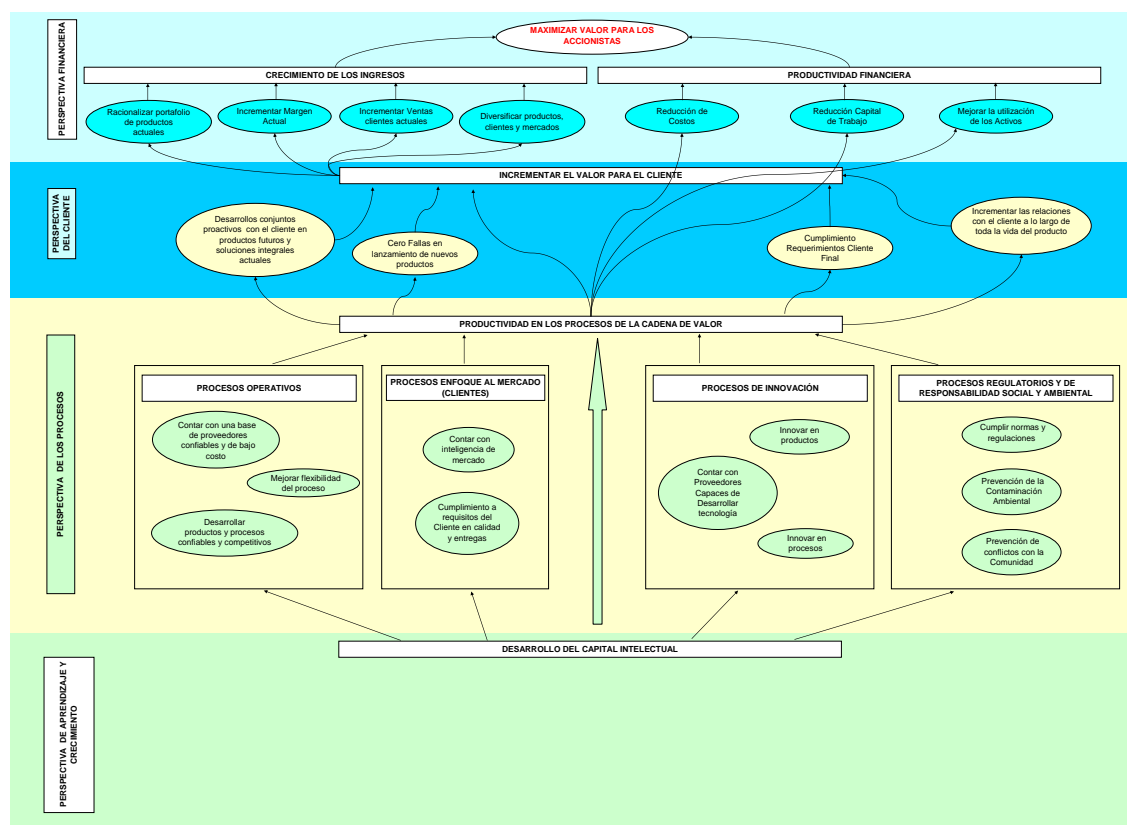 PERSPECTIVA FINANCIERA
MAXIMIZAR VALOR PARA LOS
ACCIONISTAS
CRECIMIENTO DE LOS INGRESOS
PRODUCTIVIDAD FINANCIERA
Racionalizar portafolio
de productos
actuales
Incrementar Margen
Actual
Incrementar Ventas
clientes actuales
Diversificar productos,
clientes y mercados
Reducción de
Costos
Reducción Capital
de Trabajo
Mejorar la utilización
de los Activos
PERSPECTIVA
DEL CLIENTE
INCREMENTAR EL VALOR PARA EL CLIENTE
Desarrollos conjuntos
proactivos con el cliente en
productos futuros y
soluciones integrales
actuales
Cero Fallas en
lanzamiento de nuevos
productos
Cumplimiento
Requerimientos Cliente
Final
Incrementar las relaciones
con el cliente a lo largo de
toda la vida del producto
PERSPECTIVA DE LOS PROCESOS
PRODUCTIVIDAD EN LOS PROCESOS DE LA CADENA DE VALOR
PROCESOS OPERATIVOS
Contar con una base
de proveedores
confiables y de bajo
costo
Mejorar flexibilidad
del proceso
Desarrollar
productos y procesos
confiables y competitivos
PROCESOS ENFOQUE AL MERCADO
(CLIENTES)
Contar con
inteligencia de
mercado
Cumplimiento a
requisitos del
Cliente en calidad
y entregas
PROCESOS DE INNOVACIÓN
Innovar en
productos
Contar con
Proveedores
Capaces de
Desarrollar
tecnología
Innovar en
procesos
PROCESOS REGULATORIOS Y DE
RESPONSABILIDAD SOCIAL Y AMBIENTAL
Cumplir normas y
regulaciones
Prevención de la
Contaminación
Ambiental
Prevención de
conflictos con la
Comunidad
PERSPECTIVA DE APRENDIZAJE Y
CRECIMIENTO
DESARROLLO DEL CAPITAL INTELECTUAL